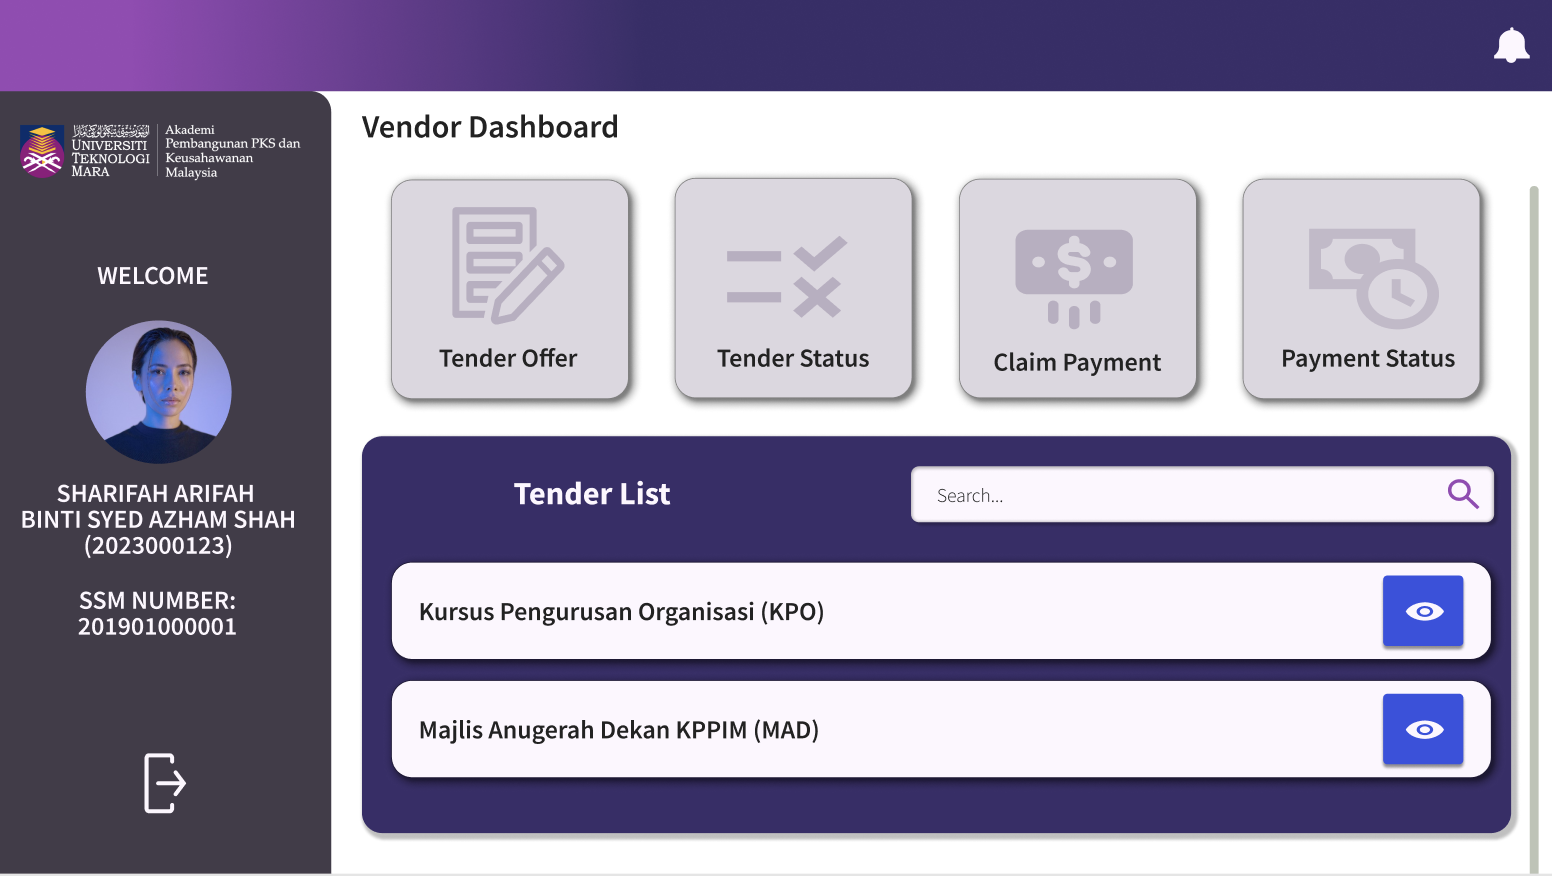 UNIVERSITI
TEKNOLOGI
MARA
Akademi
Pembangunan PKS dan
Keusahawanan
Malaysia
WELCOME
SHARIFAH ARIFAH
BINTI SYED AZHAM SHAH
(2023000123)
SSM NUMBER:
201901000001
Vendor Dashboard
Tender Offer
Tender Status
Claim Payment
Payment Status
Tender List
Search...
Kursus Pengurusan Organisasi (KPO)
Majlis Anugerah Dekan KPPIM (MAD)